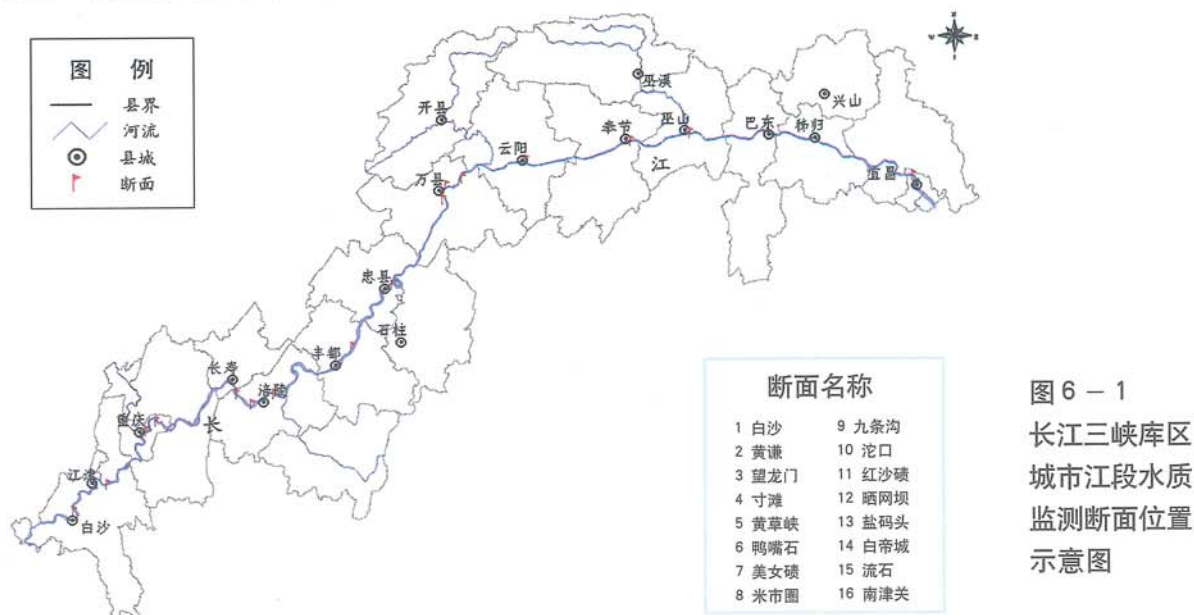 图 例
县界
河流
县城
断面
巫溪
兴山
开县
巫山
巴东
秭归
奉节
云阳
江
宜昌
万县
忠县
石柱
丰都
长寿
涪陵
重庆
长
江津
白沙
断面名称
1 白沙
2 黄谦
3 望龙门
4 寸滩
5 黄草峡
6 鸭嘴石
7 美女碛
8 米市圈
9 九条沟
10 沱口
11 红沙碛
12 晒网坝
13 盐码头
14 白帝城
15 流石
16 南津关
图 6 - 1
长江三峡库区
城市江段水质
监测断面位置
示意图